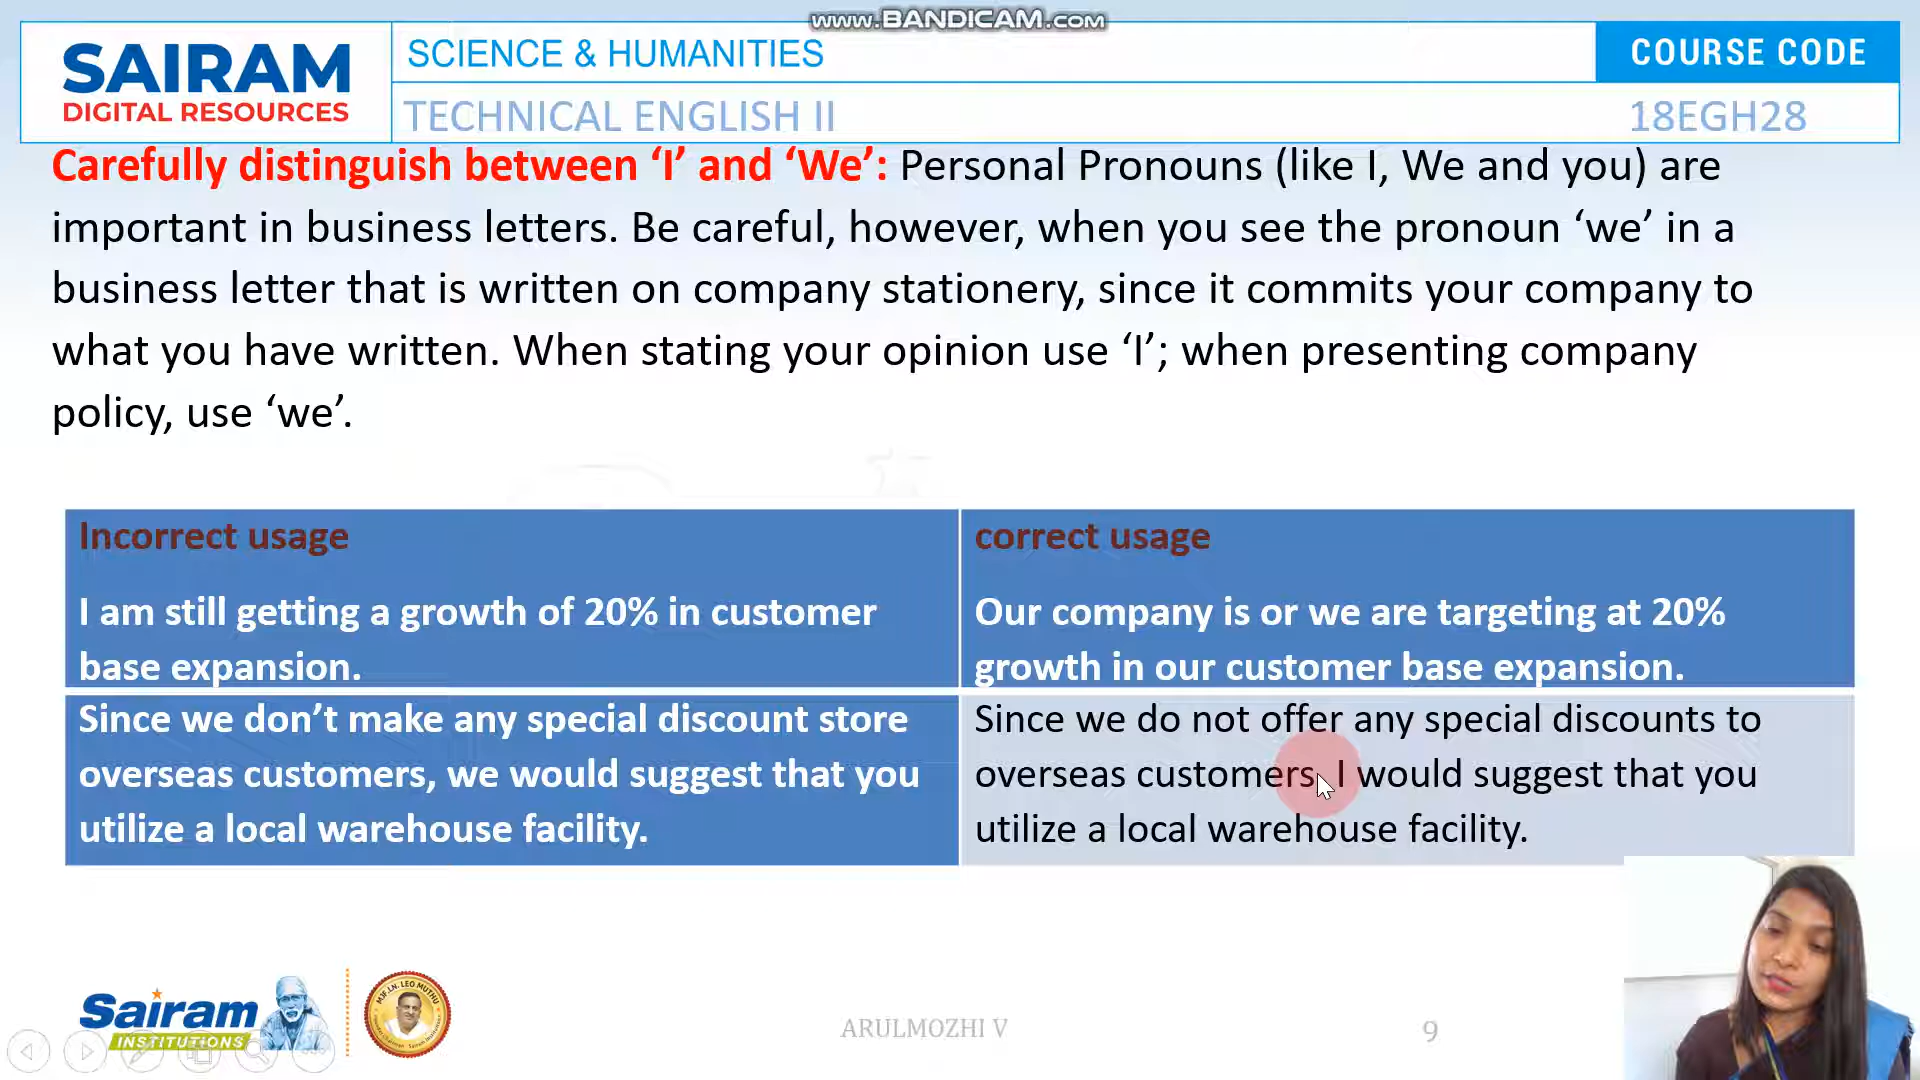 www.BANDICAM.com
SAIRAM
DIGITAL RESOURCES
SCIENCE & HUMANITIES
COURSE CODE
TECHNICAL ENGLISH II
18EGH28
Carefully distinguish between ‘I’ and ‘We’: Personal Pronouns (like I, We and you) are
important in business letters. Be careful, however, when you see the pronoun ‘we’ in a
business letter that is written on company stationery, since it commits your company to
what you have written. When stating your opinion use ‘I’; when presenting company
policy, use ‘we’.
Incorrect usage
I am still getting a growth of 20% in customer
base expansion.
correct usage
Our company is or we are targeting at 20%
growth in our customer base expansion.
Since we don’t make any special discount store
overseas customers, we would suggest that you
utilize a local warehouse facility.
Since we do not offer any special discounts to
overseas customers, I would suggest that you
utilize a local warehouse facility.
Sairam
INSTITUTIONS
MJF.LN. LEO MUTHU
ARULMOZHI V
9